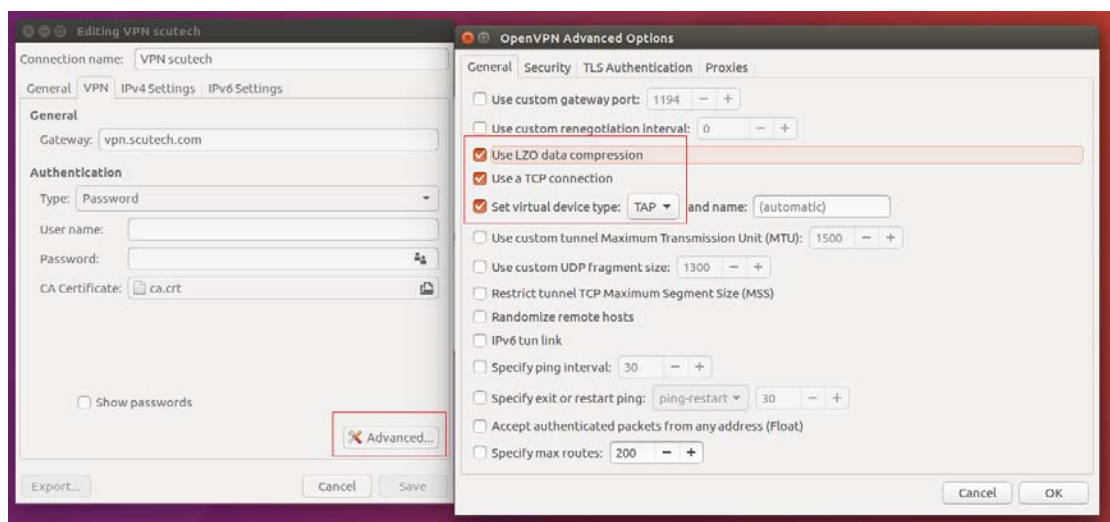 Editing VPN scutech
Connection name: VPN scutech
General VPN IPv4 Settings IPv6 Settings
General
Gateway: vpn.scutech.com
Authentication
Type: Password
User name:
Password:
CA Certificate: ca.crt
Show passwords
Advanced...
Export... Cancel Save
OpenVPN Advanced Options
General Security TLS Authentication Proxies
Use custom gateway port: 1194 - +
Use custom renegotiation interval: 0 - +
Use LZO data compression
Use a TCP connection
Set virtual device type: TAP and name: (automatic)
Use custom tunnel Maximum Transmission Unit (MTU): 1500 - +
Use custom UDP fragment size: 1300 - +
Restrict tunnel TCP Maximum Segment Size (MSS)
Randomize remote hosts
IPv6 tun link
Specify ping interval: 30 - +
Specify exit or restart ping: ping-restart 30 - +
Accept authenticated packets from any address (Float)
Specify max routes: 200 - +
Cancel OK